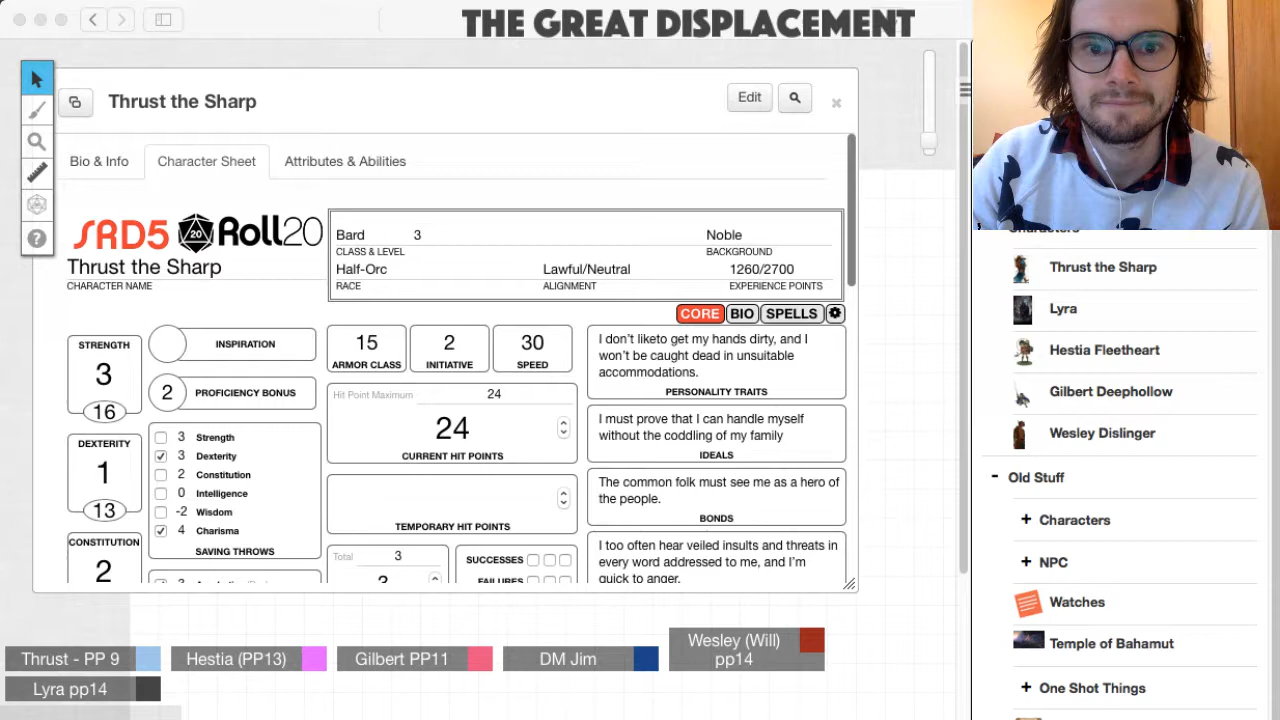 THE GREAT DISPLACEMENT
Thrust the Sharp
Edit
Bio & Info
Character Sheet
Attributes & Abilities
SRD5 20 Roll20
Thrust the Sharp
CHARACTER NAME
Bard 3
CLASS & LEVEL
Noble
BACKGROUND
Half-Orc
RACE
Lawful/Neutral
ALIGNMENT
1260/2700
EXPERIENCE POINTS
CORE
BIO
SPELLS
STRENGTH
3
16
DEXTERITY
1
13
CONSTITUTION
2
INSPIRATION
2 PROFICIENCY BONUS
3 Strength
3 Dexterity
2 Constitution
0 Intelligence
-2 Wisdom
4 Charisma
SAVING THROWS
15
ARMOR CLASS
2
INITIATIVE
30
SPEED
Hit Point Maximum 24
24
CURRENT HIT POINTS
TEMPORARY HIT POINTS
Total 3
SUCCESSES
FAILURES
I don't liketo get my hands dirty, and I
won't be caught dead in unsuitable
accommodations.
PERSONALITY TRAITS
I must prove that I can handle myself
without the coddling of my family
IDEALS
The common folk must see me as a hero of
the people.
BONDS
I too often hear veiled insults and threats in
every word addressed to me, and I'm
quick to anger.
Thrust - PP 9
Hestia (PP13)
Gilbert PP11
DM Jim
Wesley (Will)
pp14
Lyra pp14
Characters
Thrust the Sharp
Lyra
Hestia Fleetheart
Gilbert Deephollow
Wesley Dislinger
- Old Stuff
+ Characters
+ NPC
Watches
Temple of Bahamut
+ One Shot Things